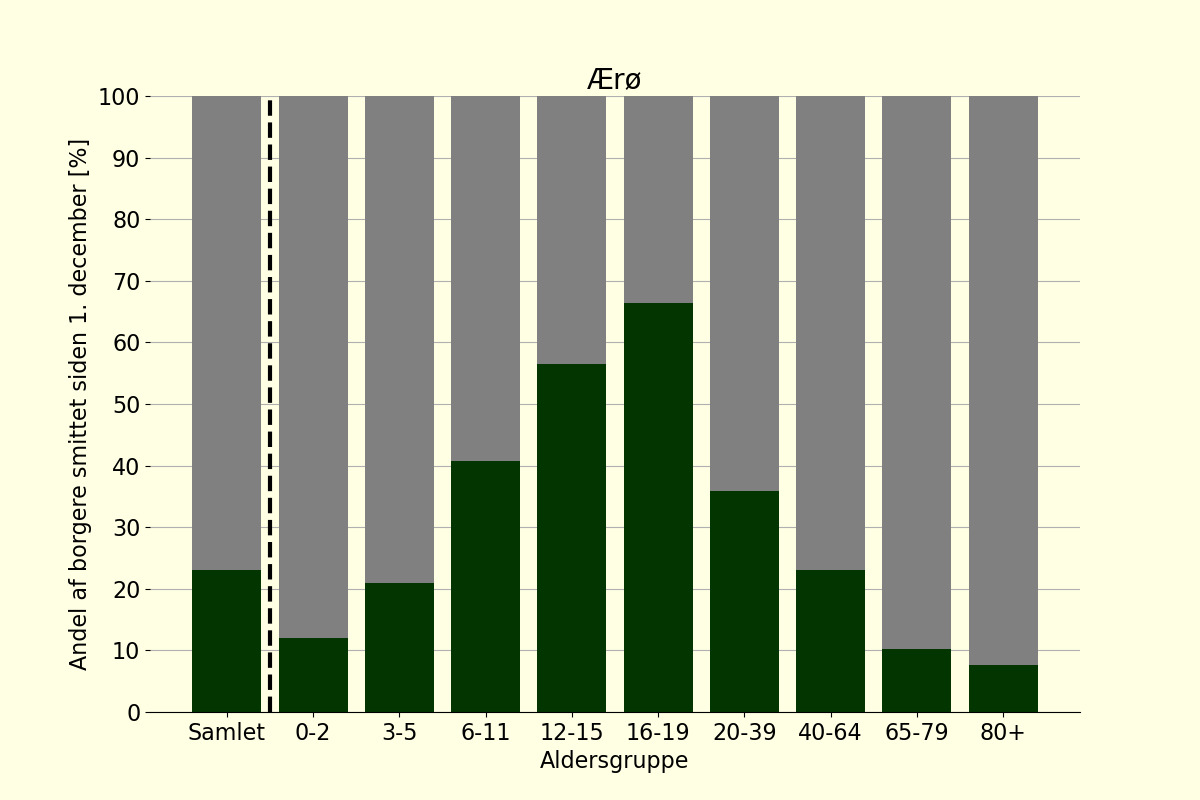 Ærø
Andel af borgere smittet siden 1. december [%]
100
90
80
70
60
50
40
30
20
10
0
Samlet 0-2 3-5 6-11 12-15 16-19 20-39 40-64 65-79 80+
Aldersgruppe